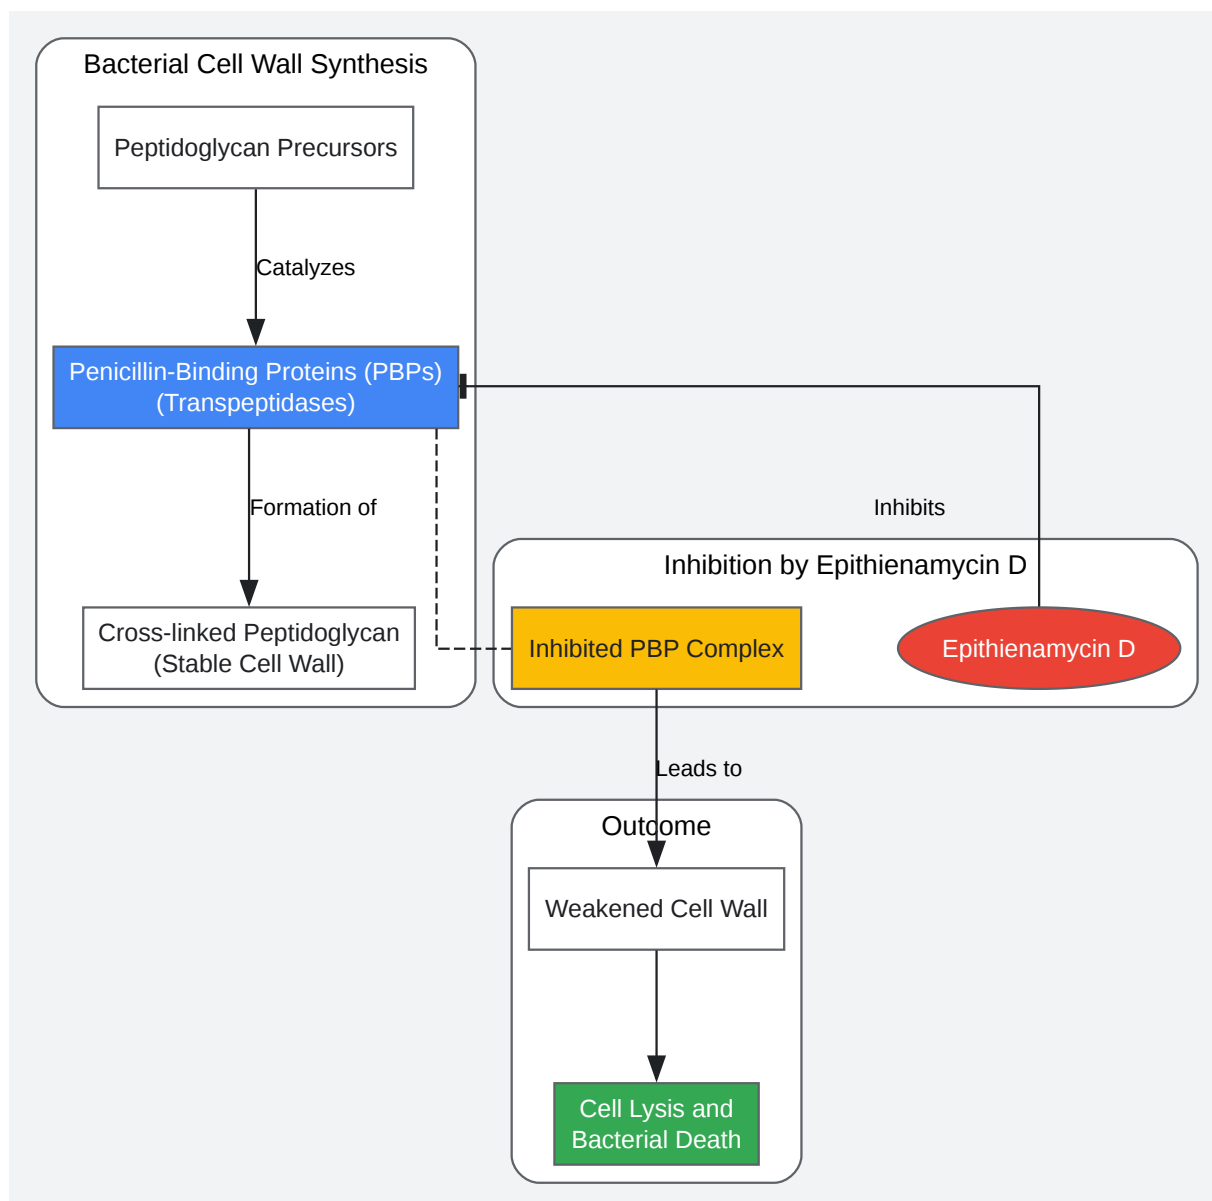 Bacterial Cell Wall Synthesis
Peptidoglycan Precursors
Catalyzes
Penicillin-Binding Proteins (PBPs)
(Transpeptidases)
Formation of
Inhibits
Cross-linked Peptidoglycan
(Stable Cell Wall)
Inhibition by Epithienamycin D
Inhibited PBP Complex
Epithienamycin D
Leads to
Outcome
Weakened Cell Wall
Cell Lysis and
Bacterial Death